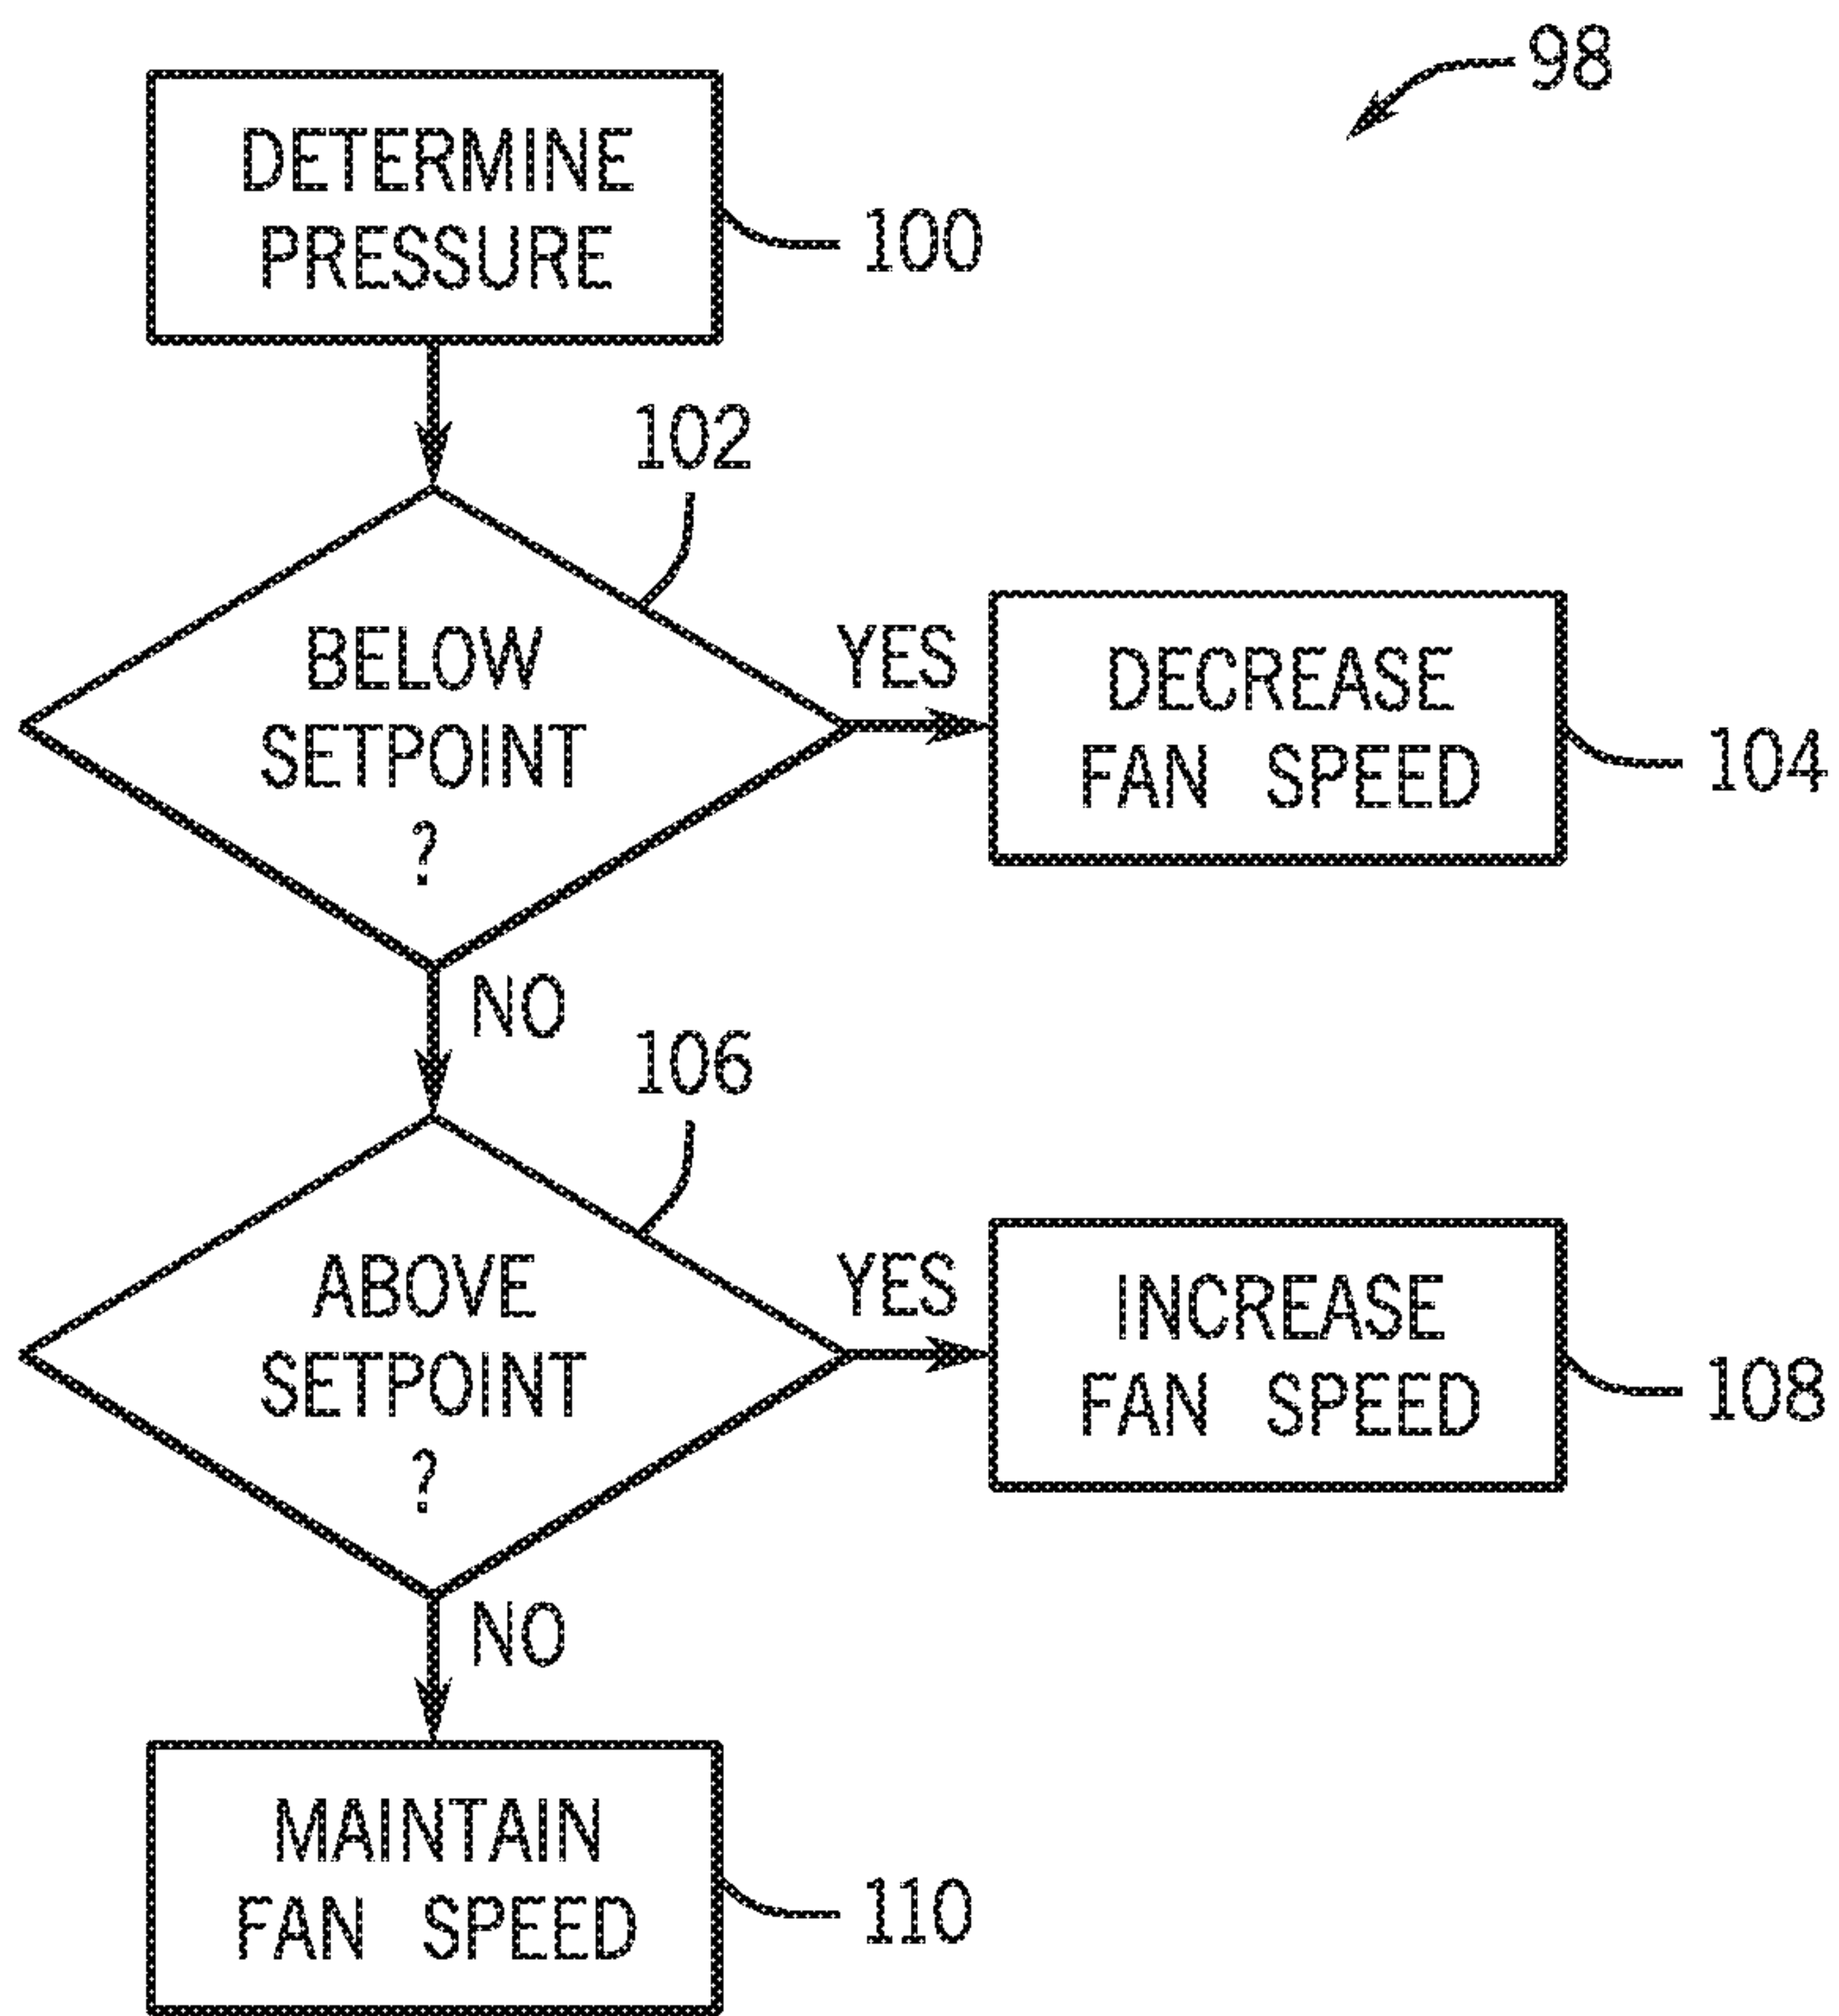 98
DETERMINE
PRESSURE
100
102
BELOW
SETPOINT
?
YES
DECREASE
FAN SPEED
104
NO
106
ABOVE
SETPOINT
?
YES
INCREASE
FAN SPEED
108
NO
MAINTAIN
FAN SPEED
110